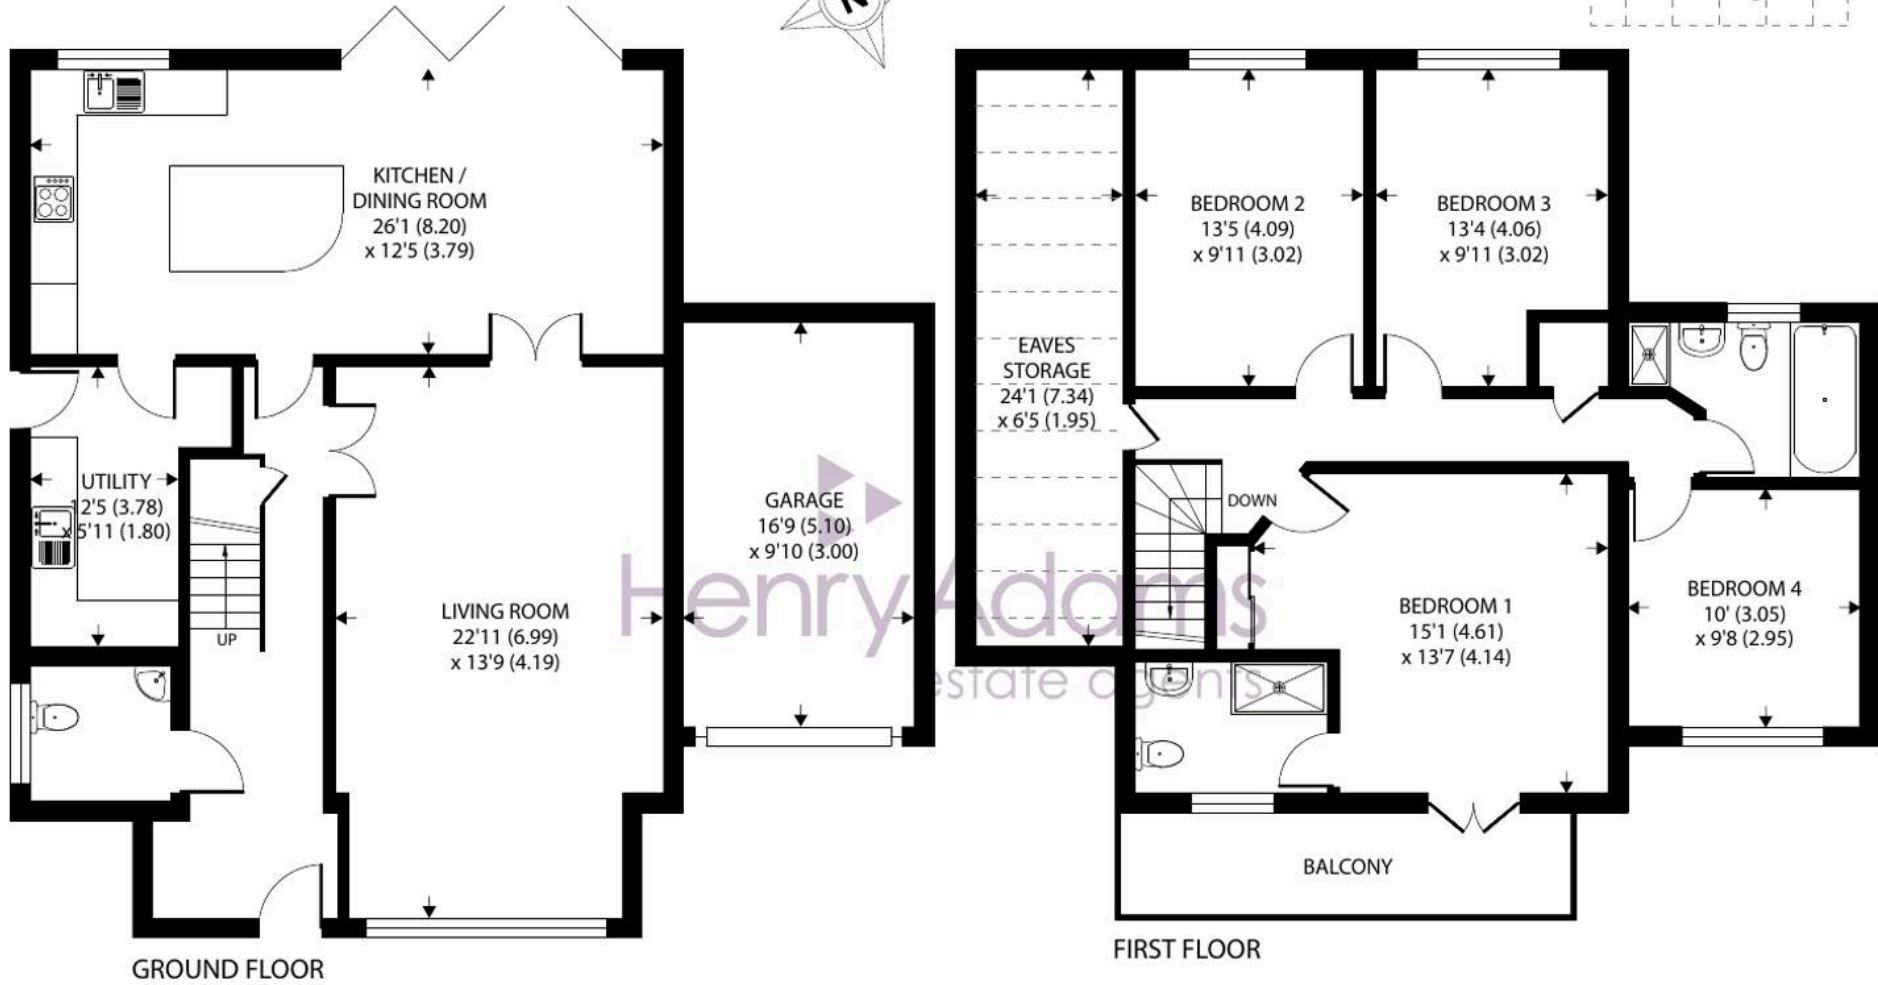 N
KITCHEN /
DINING ROOM
26'1 (8.20)
x 12'5 (3.79)
UTILITY
12'5 (3.78)
x 5'11 (1.80)
UP
LIVING ROOM
22'11 (6.99)
x 13'9 (4.19)
GARAGE
16'9 (5.10)
x 9'10 (3.00)
GROUND FLOOR
EAVES
STORAGE
24'1 (7.34)
x 6'5 (1.95)
BEDROOM 2
13'5 (4.09)
x 9'11 (3.02)
BEDROOM 3
13'4 (4.06)
x 9'11 (3.02)
DOWN
BEDROOM 1
15'1 (4.61)
x 13'7 (4.14)
BEDROOM 4
10' (3.05)
x 9'8 (2.95)
BALCONY
FIRST FLOOR
HenryAdams
estate agents